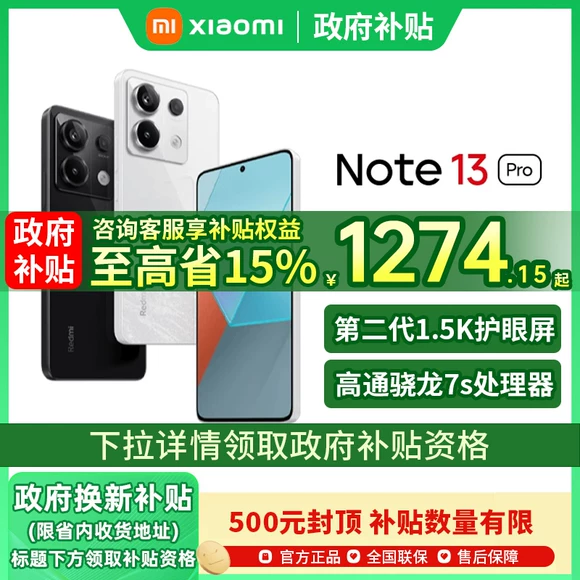 xiaomi 政府补贴
Note 13 Pro
政府
补贴
咨询客服享补贴权益
至高省15%
¥1274.15起
第二代1.5K护眼屏
高通骁龙7s处理器
Redmi
Redmi
下拉详情领取政府补贴资格
政府换新补贴
(限省内收货地址)
标题下方领取补贴资格
500元封顶 补贴数量有限
官方正品 全国联保 售后保障